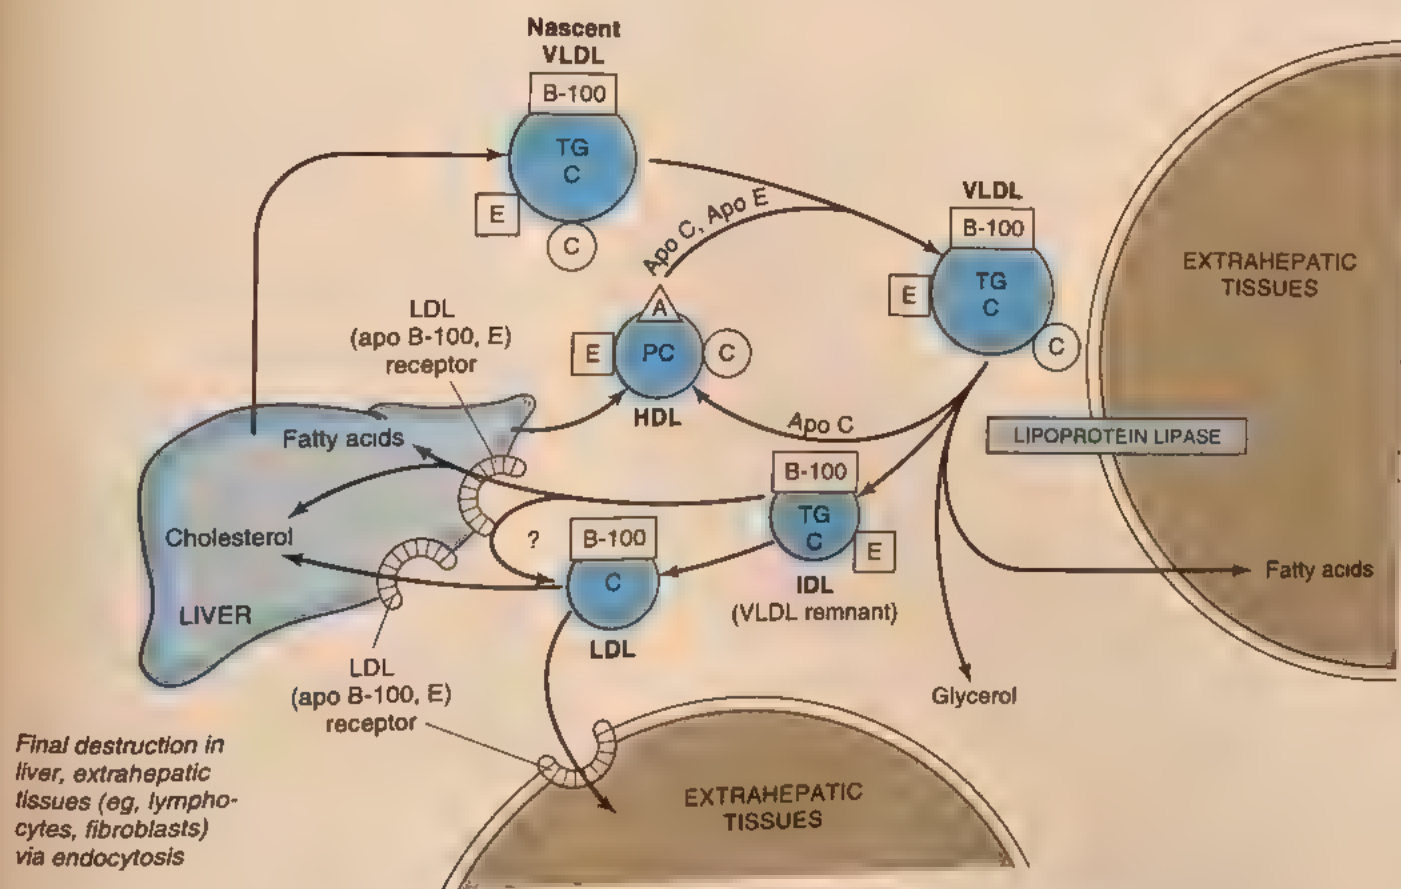 Nascent
VLDL
B-100
TG
C
E
C
Apo C, Apo E
VLDL
B-100
TG
C
E
C
EXTRAHEPATIC
TISSUES
LDL
(apo B-100, E)
receptor
A
E
PC
C
HDL
Apo C
LIPOPROTEIN LIPASE
Fatty acids
Cholesterol
LIVER
?
B-100
C
LDL
B-100
TG
C
E
IDL
(VLDL remnant)
Fatty acids
Glycerol
LDL
(apo B-100, E)
receptor
EXTRAHEPATIC
TISSUES
Final destruction in
liver, extrahepatic
tissues (eg, lympho-
cytes, fibroblasts)
via endocytosis